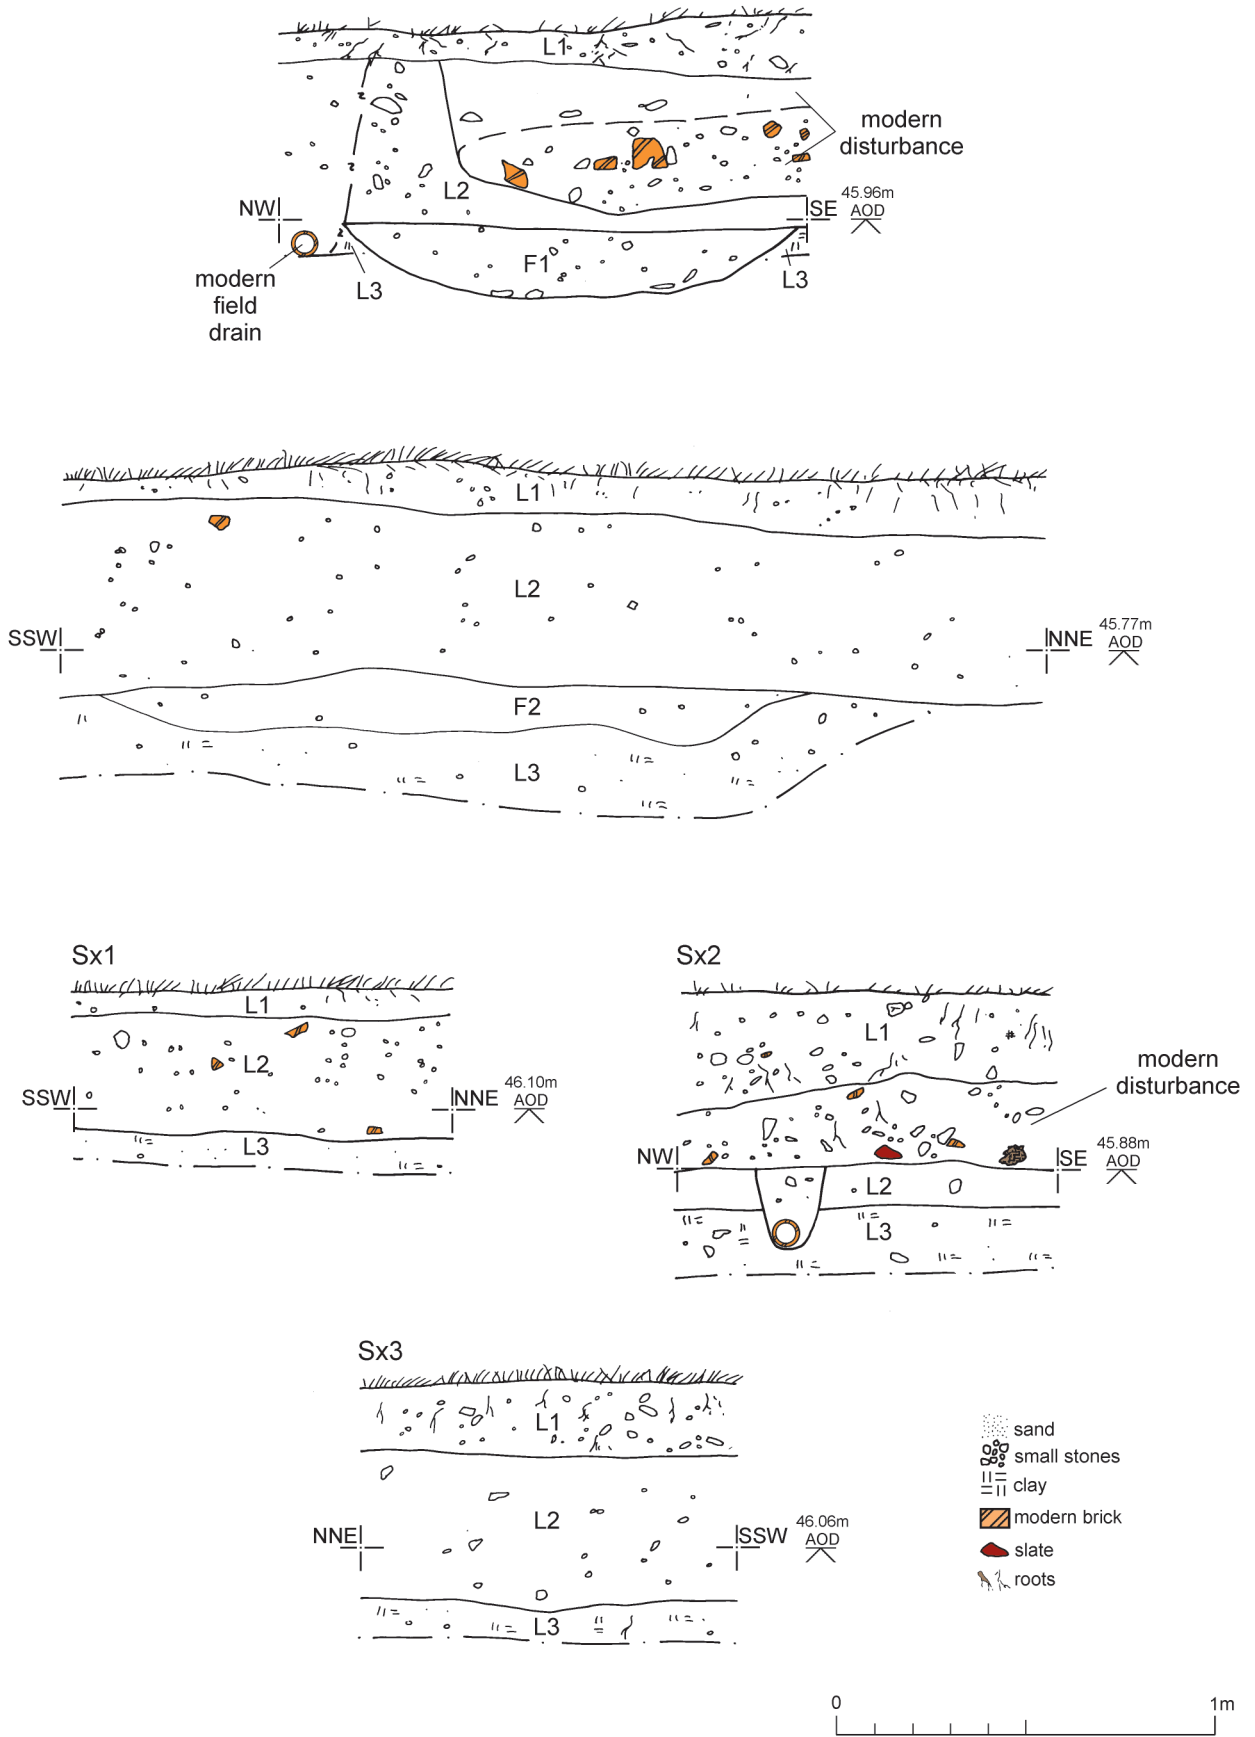 L1
modern
disturbance
L2
45.96m
NW
SE
AOD
F1
modern
field
drain
L3
L3
L1
L2
45.77m
SSW
NNE
AOD
F2
L3
Sx1
L1
L2
46.10m
SSW
NNE
AOD
L3
Sx2
L1
modern
disturbance
45.88m
NW
SE
AOD
L2
L3
Sx3
L1
L2
46.06m
NNE
SSW
AOD
L3
sand
small stones
clay
modern brick
slate
roots
0
1m